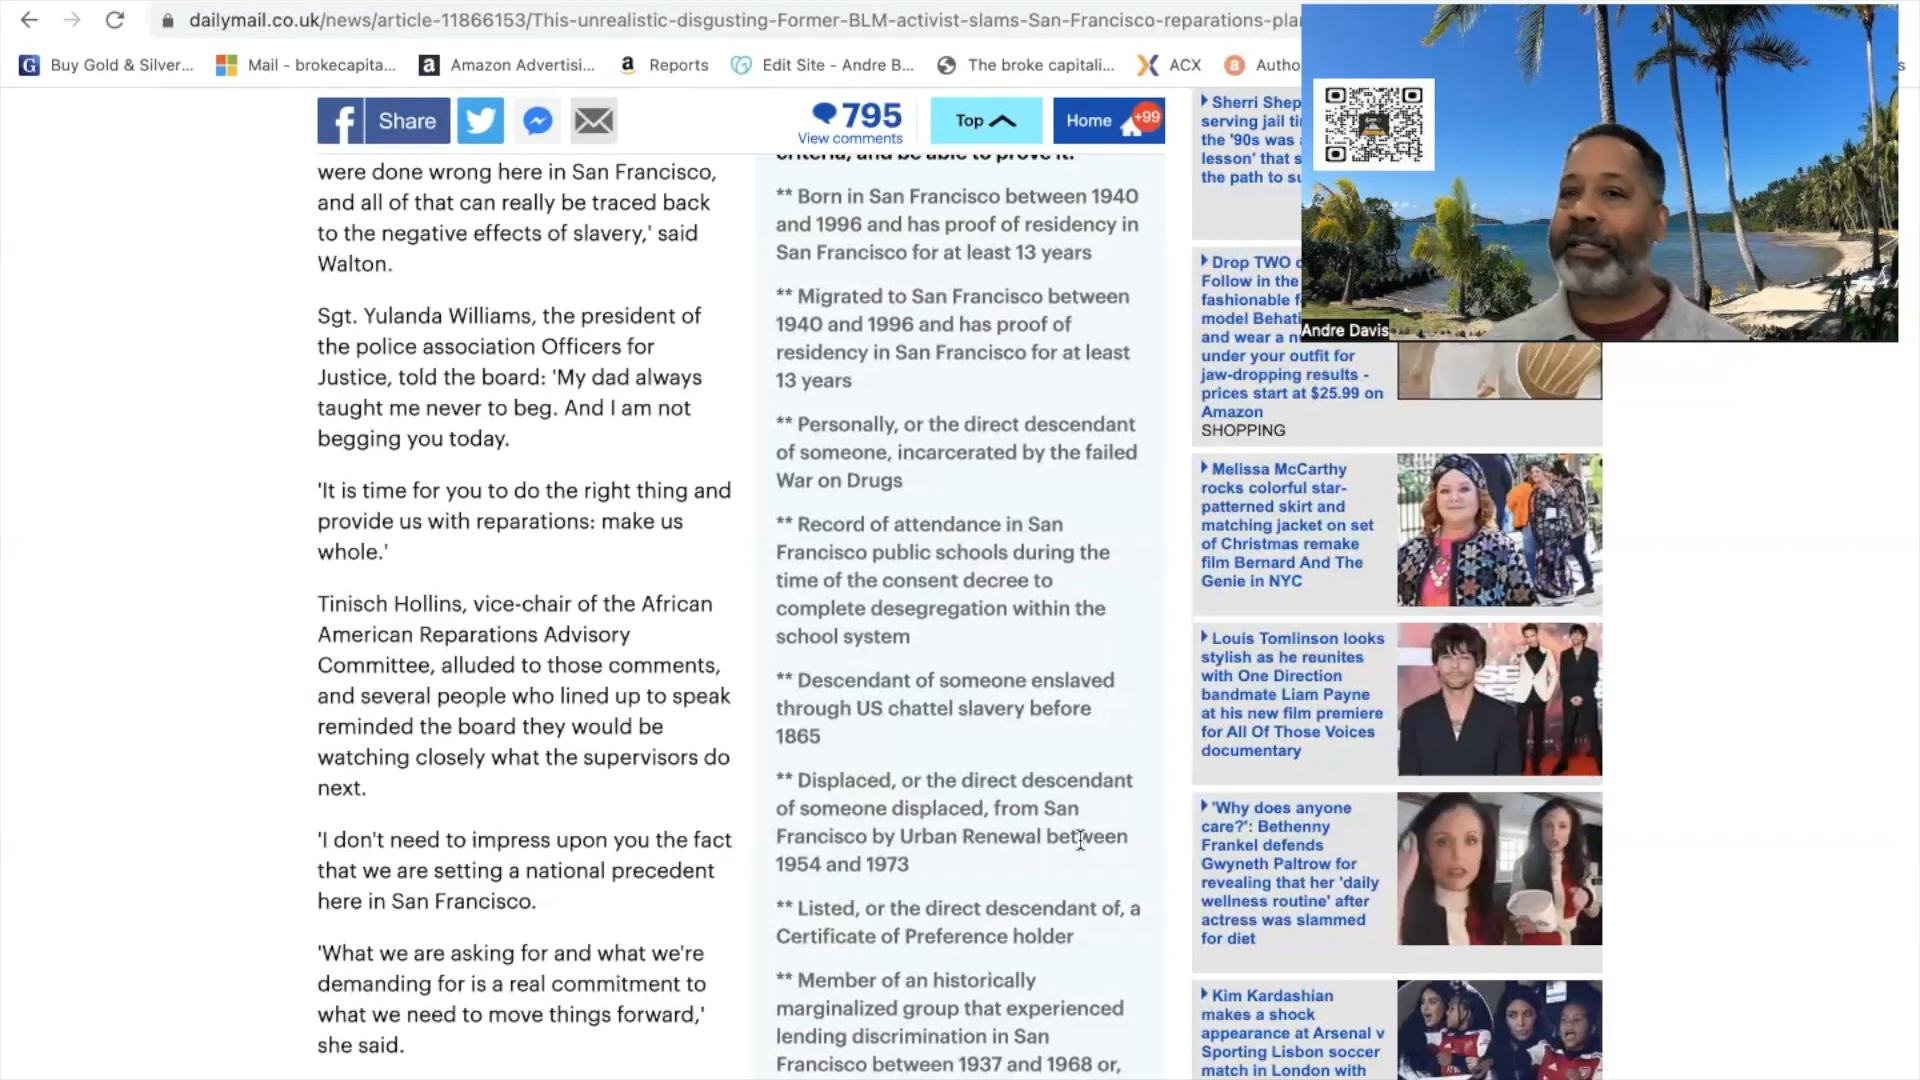 dailymail.co.uk/news/article-11866153/This-unrealistic-disgusting-Former-BLM-activist-slams-San-Francisco-reparations-pla
Buy Gold & Silver...
Mail - brokecapita...
Amazon Advertisi...
Reports
Edit Site - Andre B...
The broke capitali...
ACX
Autho
s
Share
795
View comments
Top
Home
+99
were done wrong here in San Francisco,
and all of that can really be traced back
to the negative effects of slavery,' said
Walton.
Sgt. Yulanda Williams, the president of
the police association Officers for
Justice, told the board: 'My dad always
taught me never to beg. And I am not
begging you today.
'It is time for you to do the right thing and
provide us with reparations: make us
whole.'
Tinisch Hollins, vice-chair of the African
American Reparations Advisory
Committee, alluded to those comments,
and several people who lined up to speak
reminded the board they would be
watching closely what the supervisors do
next.
'I don't need to impress upon you the fact
that we are setting a national precedent
here in San Francisco.
'What we are asking for and what we're
demanding for is a real commitment to
what we need to move things forward,'
she said.
criteria, and be able to prove it:
** Born in San Francisco between 1940
and 1996 and has proof of residency in
San Francisco for at least 13 years
** Migrated to San Francisco between
1940 and 1996 and has proof of
residency in San Francisco for at least
13 years
** Personally, or the direct descendant
of someone, incarcerated by the failed
War on Drugs
** Record of attendance in San
Francisco public schools during the
time of the consent decree to
complete desegregation within the
school system
** Descendant of someone enslaved
through US chattel slavery before
1865
** Displaced, or the direct descendant
of someone displaced, from San
Francisco by Urban Renewal between
1954 and 1973
** Listed, or the direct descendant of, a
Certificate of Preference holder
** Member of an historically
marginalized group that experienced
lending discrimination in San
Francisco between 1937 and 1968 or,
Sherri Shep
serving jail ti
the '90s was
lesson' that s
the path to su
Drop TWO
Follow in the
fashionable f
model Behati
and wear a n
under your outfit for
jaw-dropping results -
prices start at $25.99 on
Amazon
SHOPPING
Melissa McCarthy
rocks colorful star-
patterned skirt and
matching jacket on set
of Christmas remake
film Bernard And The
Genie in NYC
Louis Tomlinson looks
stylish as he reunites
with One Direction
bandmate Liam Payne
at his new film premiere
for All Of Those Voices
documentary
'Why does anyone
care?': Bethenny
Frankel defends
Gwyneth Paltrow for
revealing that her 'daily
wellness routine' after
actress was slammed
for diet
Kim Kardashian
makes a shock
appearance at Arsenal v
Sporting Lisbon soccer
match in London with
Andre Davis